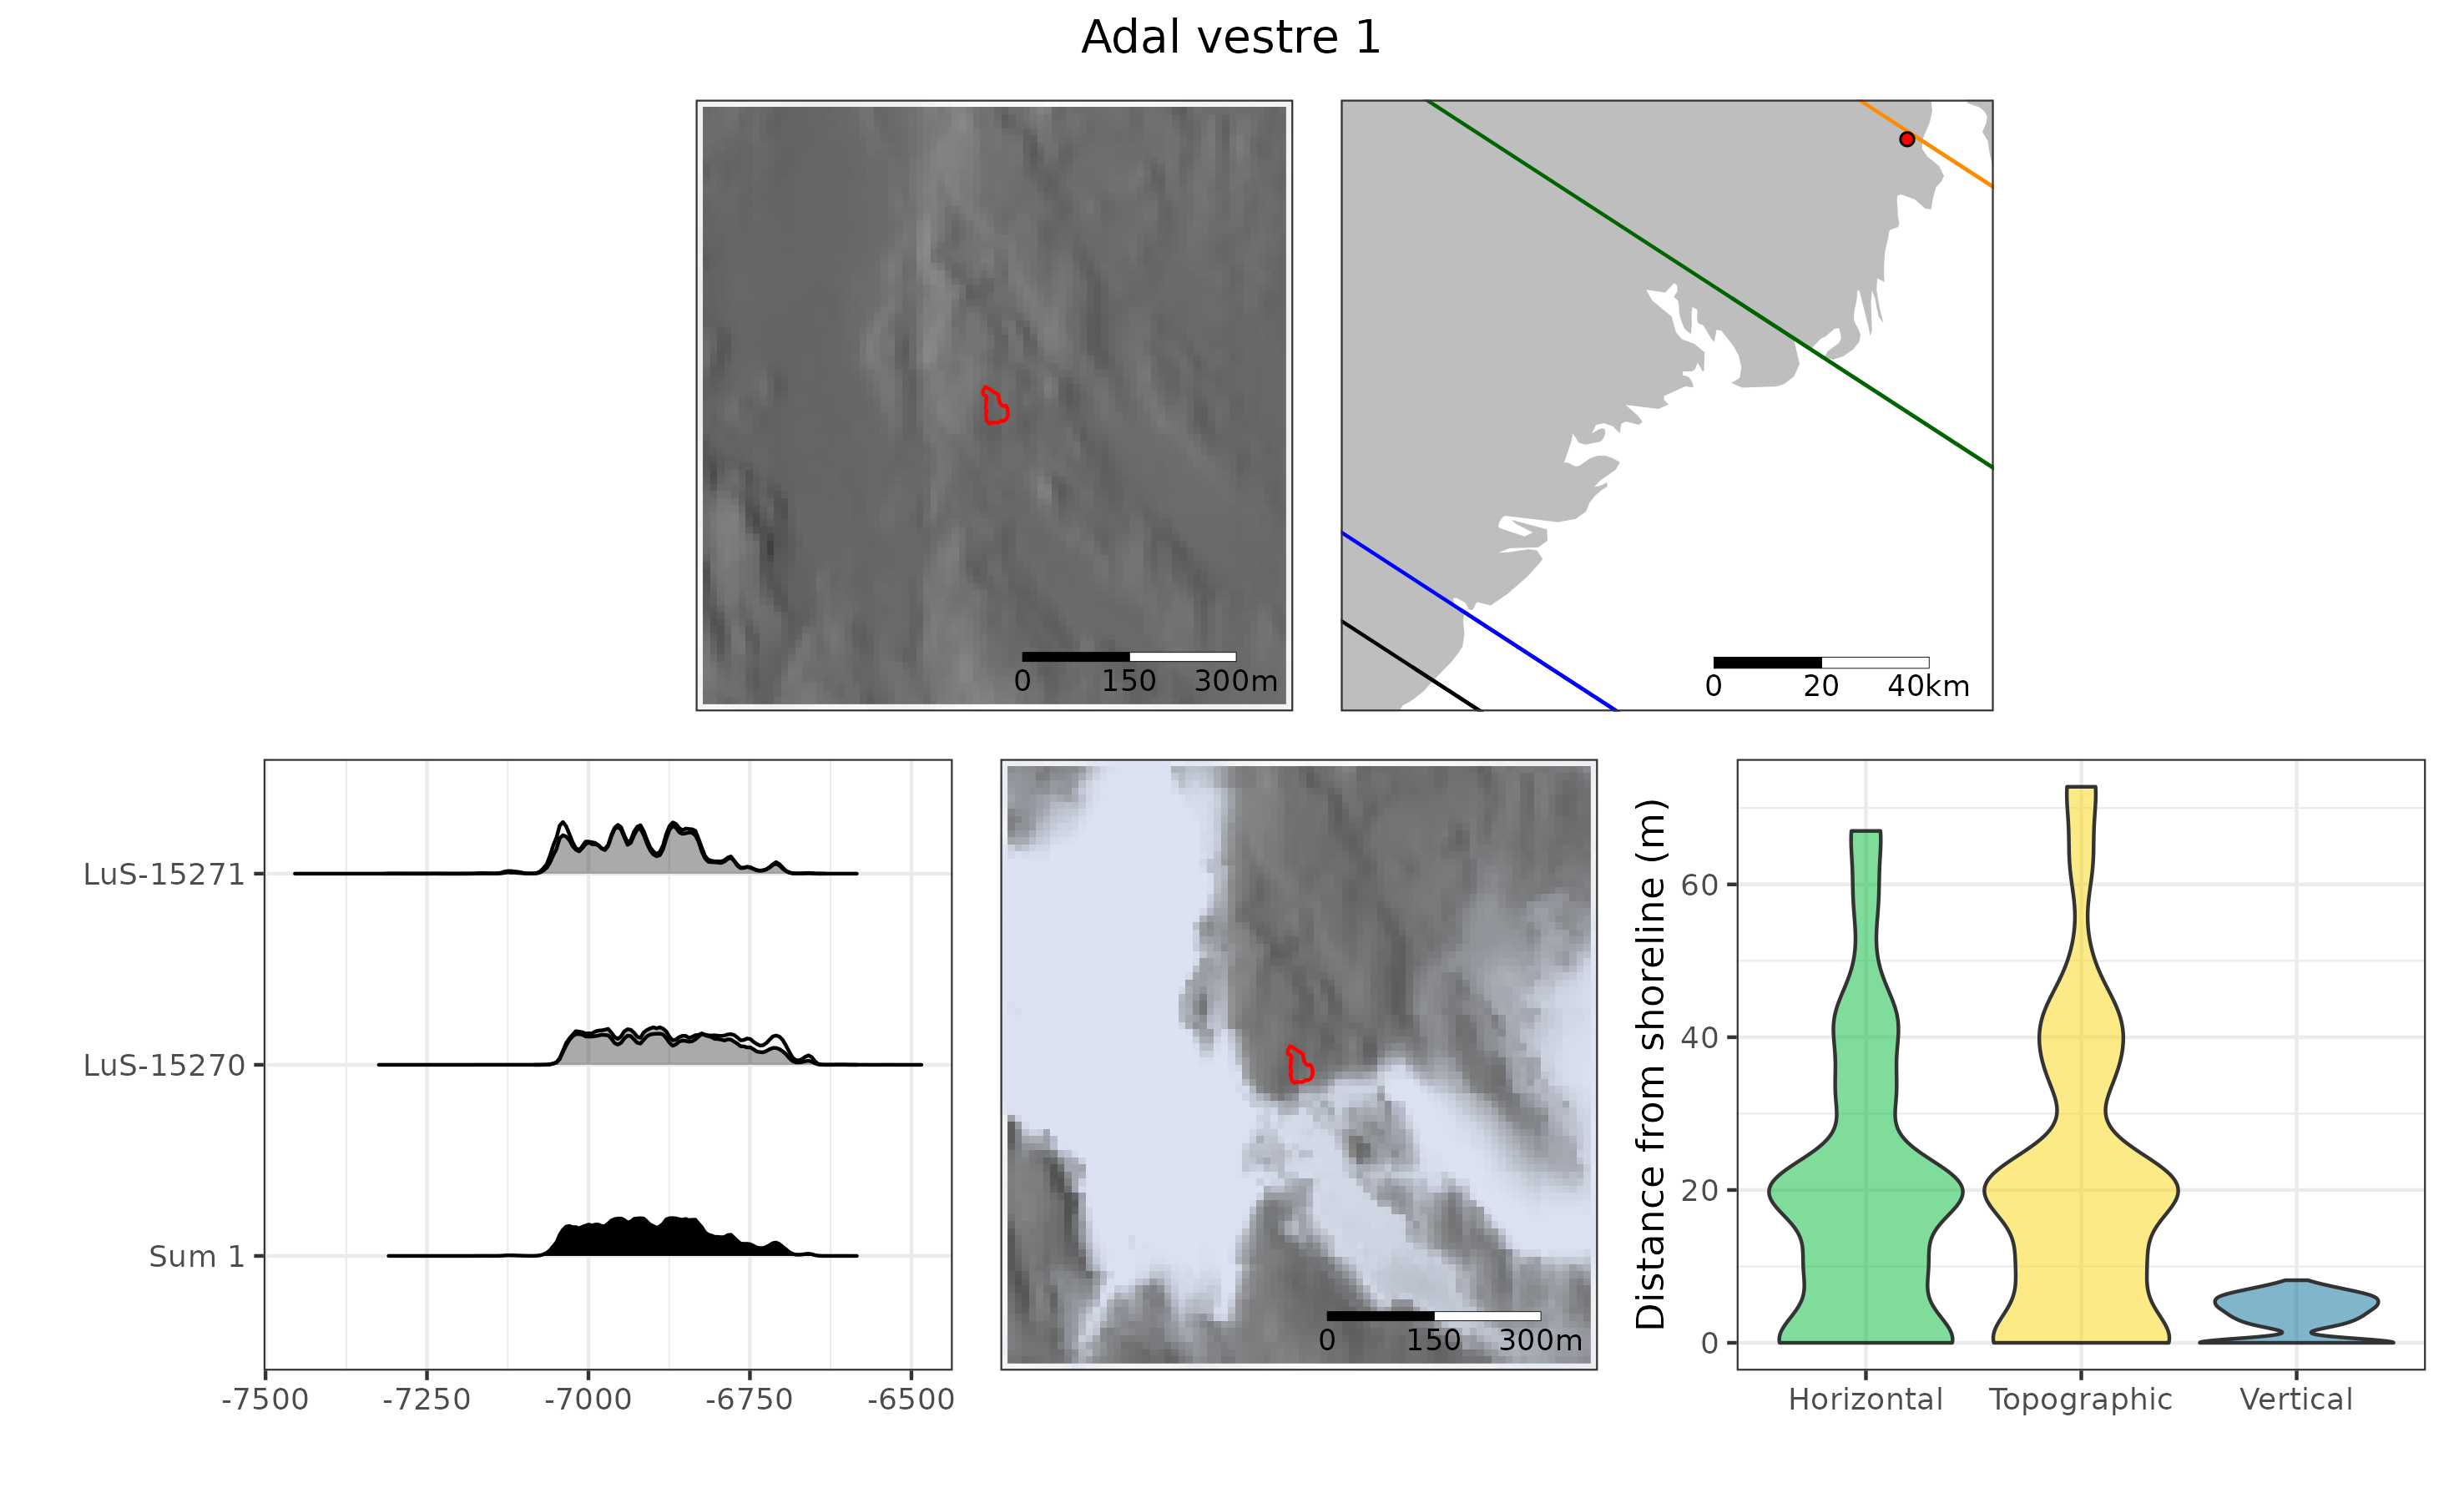 Adal vestre 1
0 150 300m
0 20 40km
LuS-15271
LuS-15270
Sum 1
-7500 -7250 -7000 -6750 -6500
0 150 300m
Distance from shoreline (m)
60
40
20
0
Horizontal Topographic Vertical